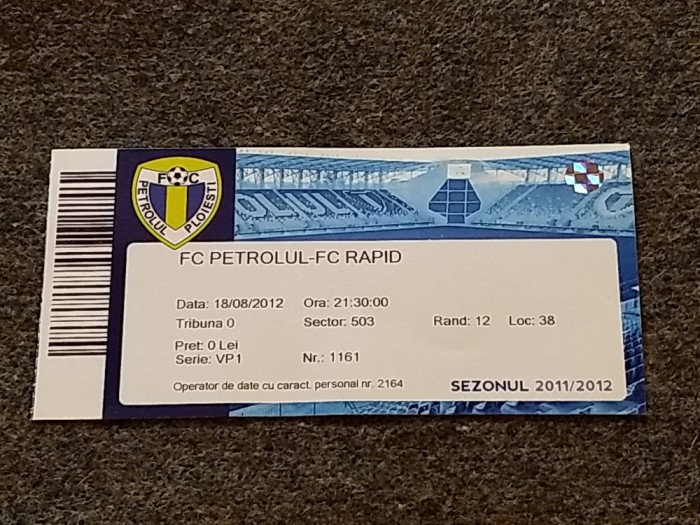 FC
PETROLUL PLOIEȘTI
FC PETROLUL-FC RAPID
Data: 18/08/2012 Ora: 21:30:00
Tribuna 0 Sector: 503 Rand: 12 Loc: 38
Pret: 0 Lei
Serie: VP1 Nr.: 1161
Operator de date cu caract. personal nr. 2164
SEZONUL 2011/2012